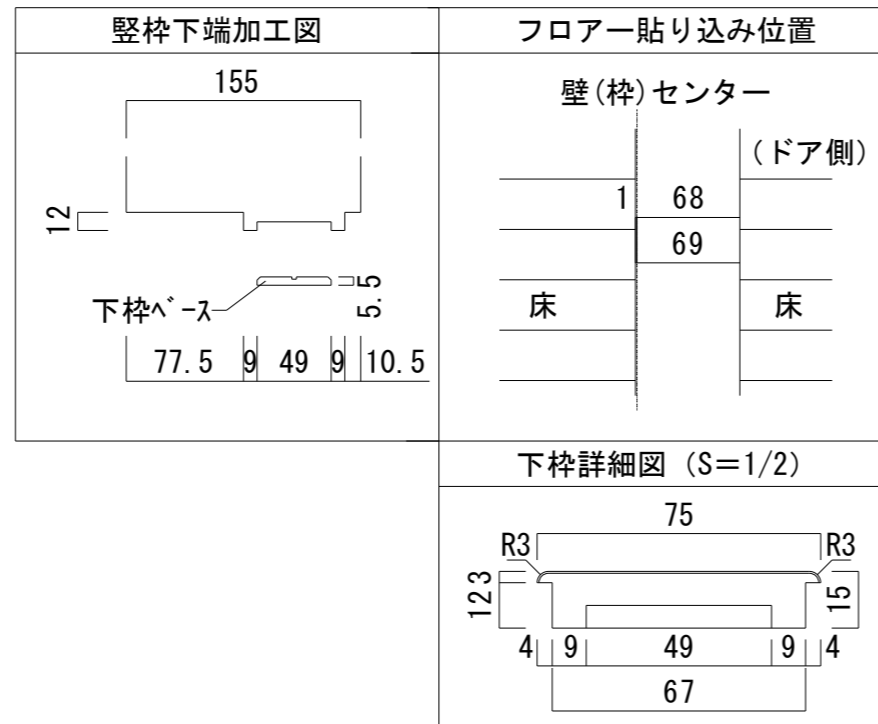 竪枠下端加工図
155
12
下枠ベース
5.5
77.5 9 49 9 10.5
フロアー貼り込み位置
壁(枠)センター
(ドア側)
1 68
69
床 床
下枠詳細図 (S=1/2)
75
R3 R3
12 3 15
4 9 49 9 4
67